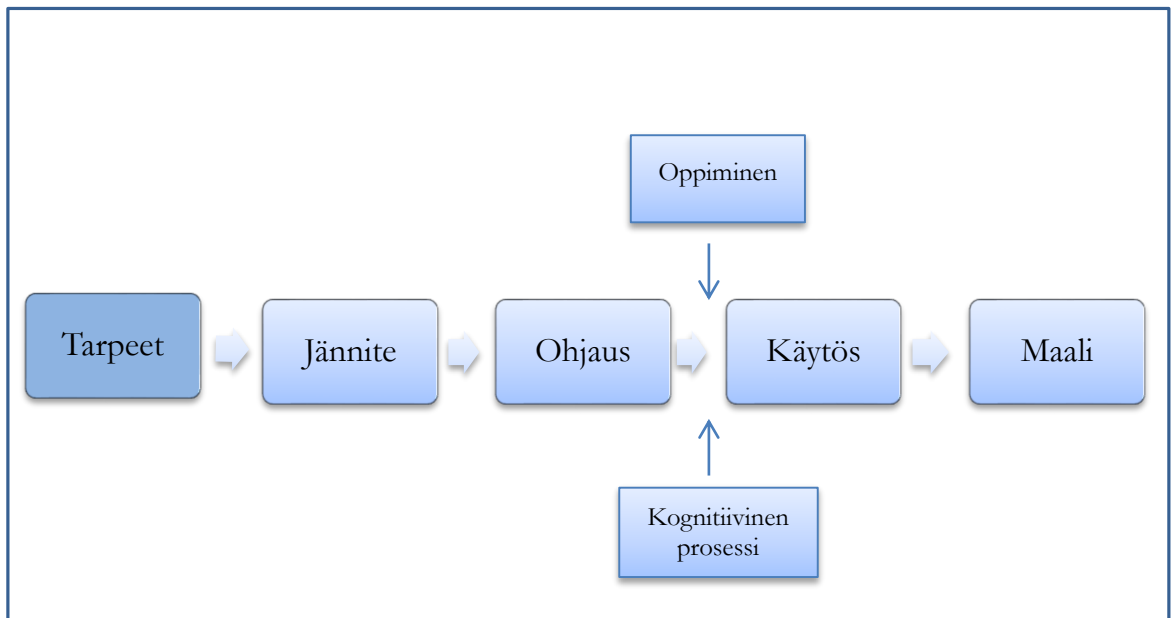 Oppiminen
Tarpeet
Jännite
Ohjaus
Käytös
Maali
Kognitiivinen
prosessi